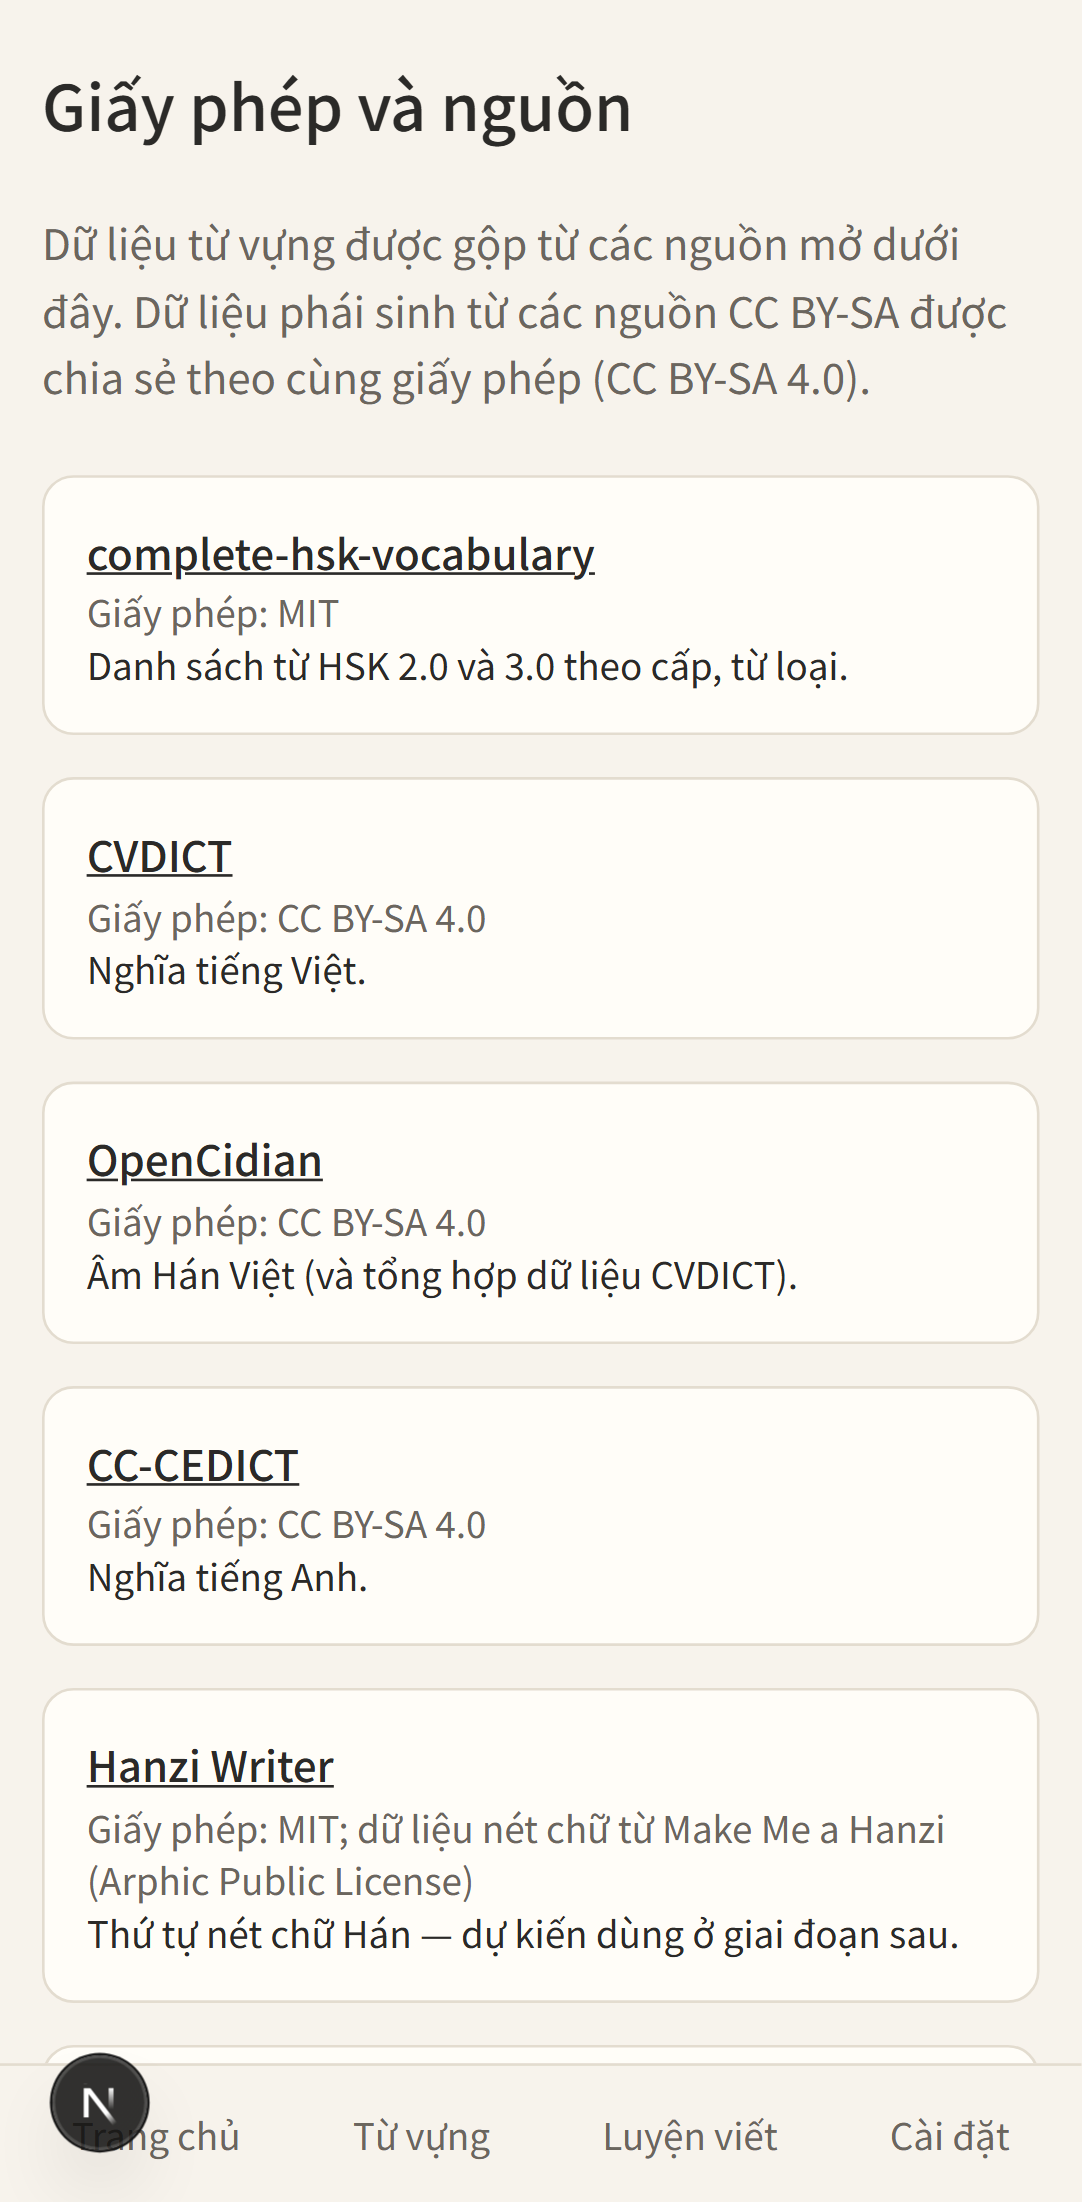 Giấy phép và nguồn
Dữ liệu từ vựng được gộp từ các nguồn mở dưới
đây. Dữ liệu phái sinh từ các nguồn CC BY-SA được
chia sẻ theo cùng giấy phép (CC BY-SA 4.0).
complete-hsk-vocabulary
Giấy phép: MIT
Danh sách từ HSK 2.0 và 3.0 theo cấp, từ loại.
CVDICT
Giấy phép: CC BY-SA 4.0
Nghĩa tiếng Việt.
OpenCidian
Giấy phép: CC BY-SA 4.0
Âm Hán Việt (và tổng hợp dữ liệu CVDICT).
CC-CEDICT
Giấy phép: CC BY-SA 4.0
Nghĩa tiếng Anh.
Hanzi Writer
Giấy phép: MIT; dữ liệu nét chữ từ Make Me a Hanzi
(Arphic Public License)
Thứ tự nét chữ Hán — dự kiến dùng ở giai đoạn sau.
N
Trang chủ Từ vựng Luyện viết Cài đặt